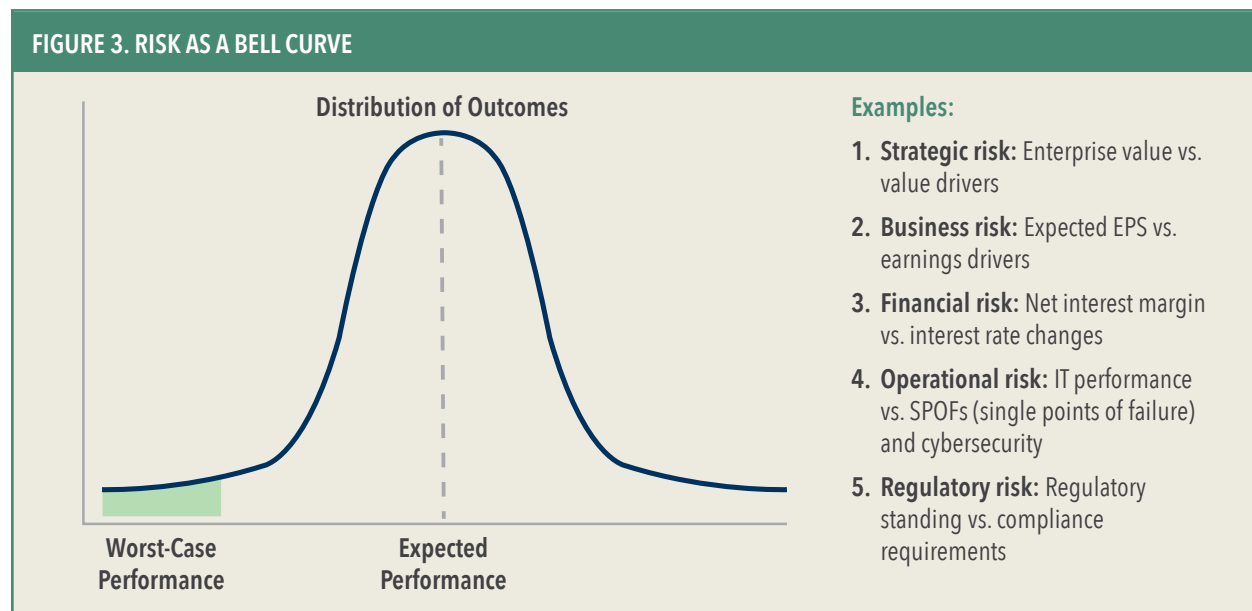 FIGURE 3. RISK AS A BELL CURVE
Distribution of Outcomes
Worst-Case
Performance
Expected
Performance
Examples:
1. Strategic risk: Enterprise value vs.
value drivers
2. Business risk: Expected EPS vs.
earnings drivers
3. Financial risk: Net interest margin
vs. interest rate changes
4. Operational risk: IT performance
vs. SPOFs (single points of failure)
and cybersecurity
5. Regulatory risk: Regulatory
standing vs. compliance
requirements